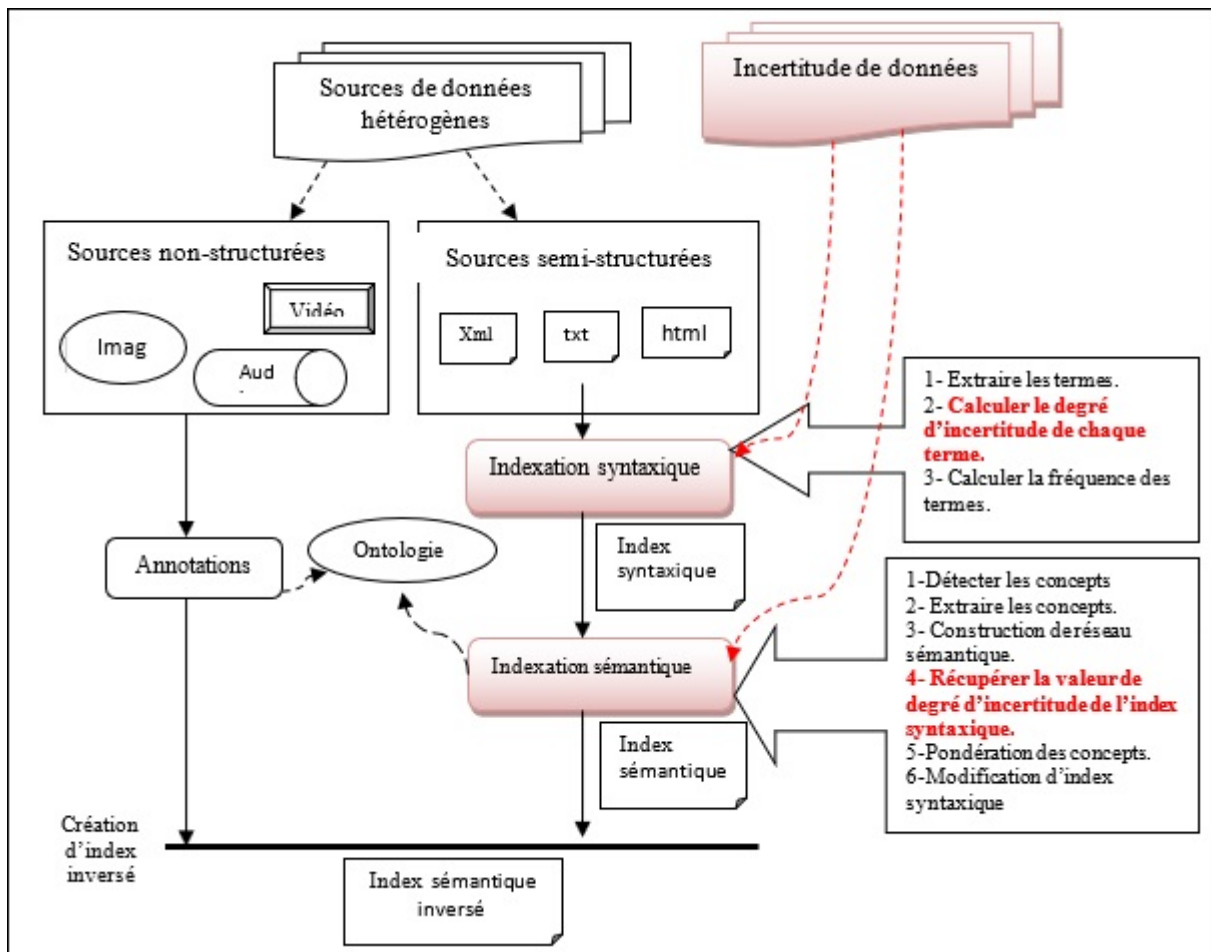 Sources de données
hétérogènes
Incertitude de données
Sources non-structurées
Vidéo
Imag
Aud
Sources semi-structurées
Xml
txt
html
1- Extraire les termes.
2- Calculer le degré
d'incertitude de chaque
terme.
3- Calculer la fréquence des
termes.
Indexation syntaxique
Index
syntaxique
Annotations
Ontologie
1-Détecter les concepts
2- Extraire les concepts.
3- Construction de réseau
sémantique.
4- Récupérer la valeur de
degré d'incertitude de l'index
syntaxique.
5-Pondération des concepts.
6-Modification d'index
syntaxique
Indexation sémantique
Index
sémantique
Création
d'index
inversé
Index sémantique
inversé